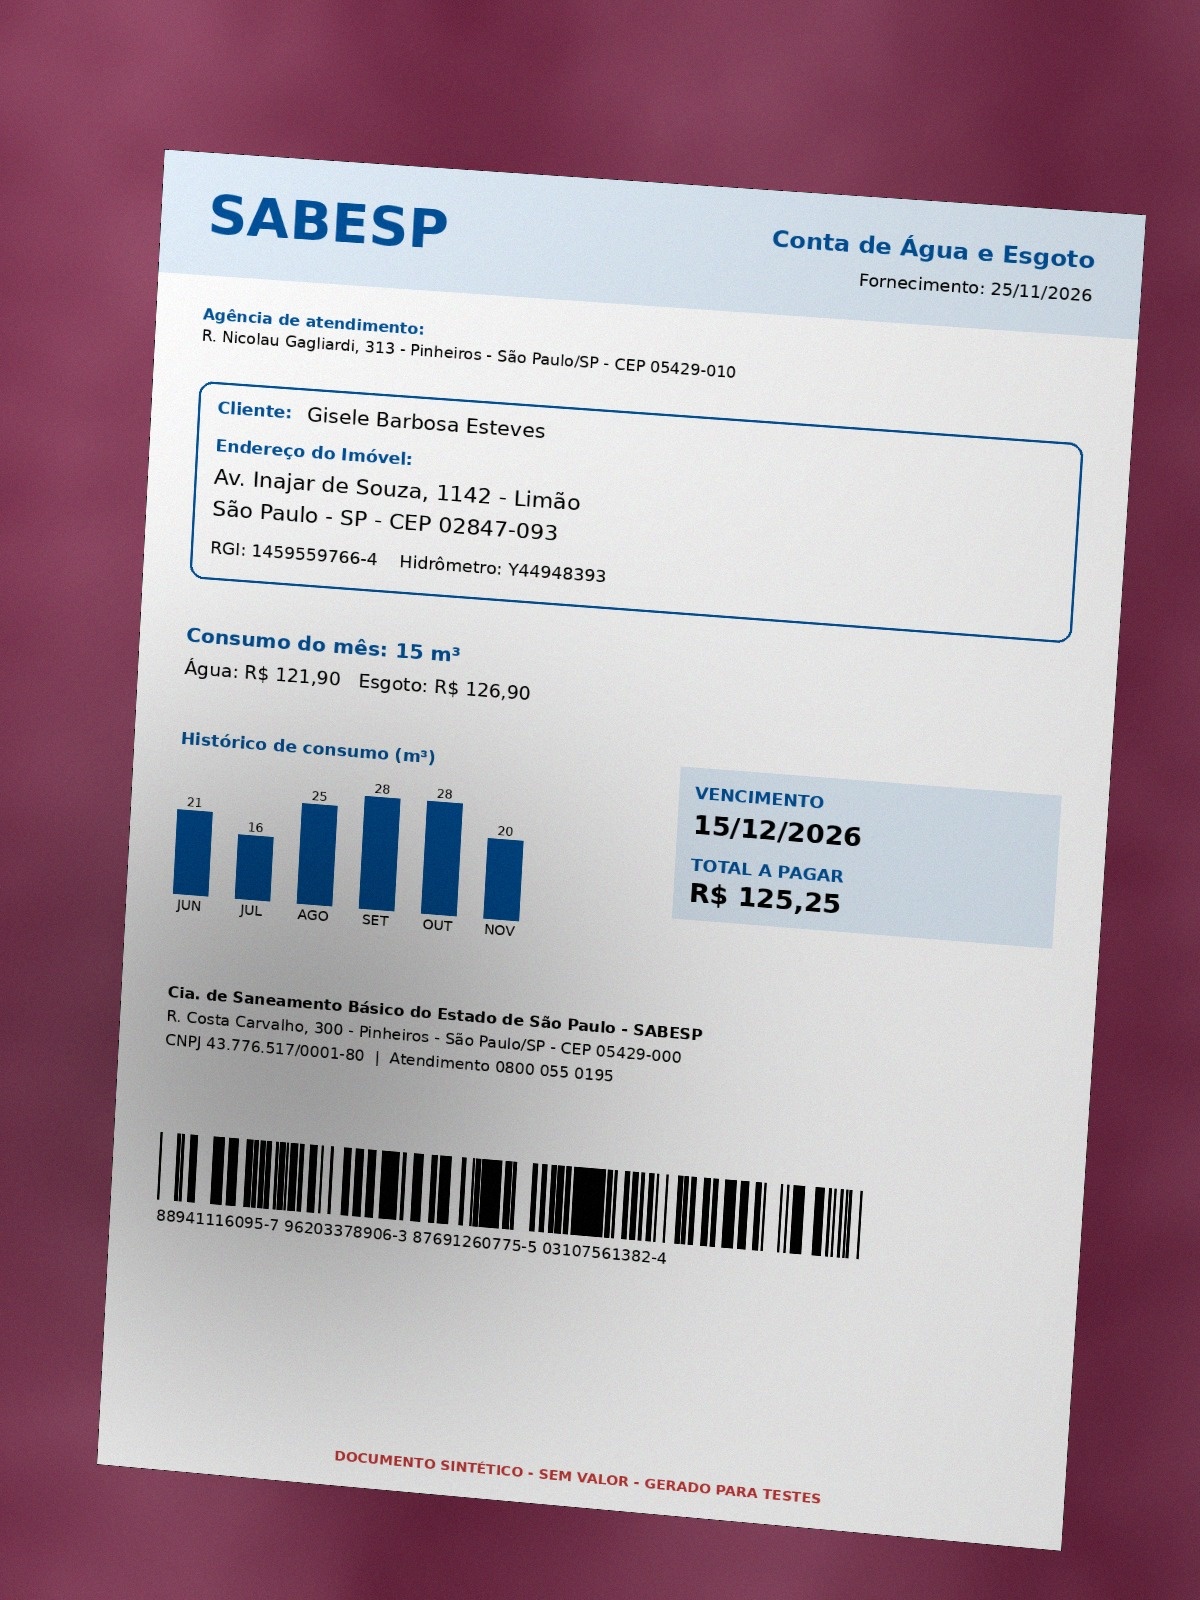 SABESP
Conta de Água e Esgoto
Fornecimento: 25/11/2026
Agência de atendimento:
R. Nicolau Gagliardi, 313 - Pinheiros - São Paulo/SP - CEP 05429-010
Cliente: Gisele Barbosa Esteves
Endereço do Imóvel:
Av. Inajar de Souza, 1142 - Limão
São Paulo - SP - CEP 02847-093
RGI: 1459559766-4 Hidrômetro: Y44948393
Consumo do mês: 15 m³
Água: R$ 121,90 Esgoto: R$ 126,90
Histórico de consumo (m³)
21 16 25 28 28 20
JUN JUL AGO SET OUT NOV
VENCIMENTO
15/12/2026
TOTAL A PAGAR
R$ 125,25
Cia. de Saneamento Básico do Estado de São Paulo - SABESP
R. Costa Carvalho, 300 - Pinheiros - São Paulo/SP - CEP 05429-000
CNPJ 43.776.517/0001-80 | Atendimento 0800 055 0195
88941116095-7 96203378906-3 87691260775-5 03107561382-4
DOCUMENTO SINTÉTICO - SEM VALOR - GERADO PARA TESTES